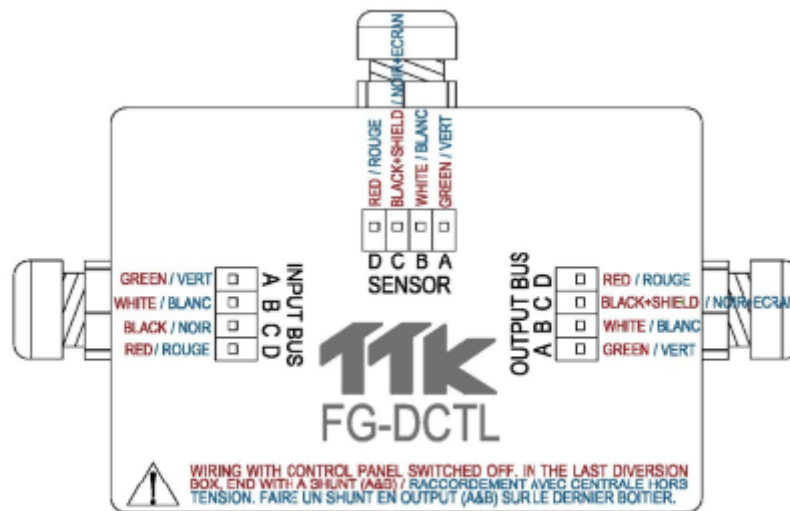 RED / ROUGE
BLACK+SHIELD / NOIR+ECRAN
WHITE / BLANC
GREEN / VERT
D C B A
SENSOR
GREEN / VERT
WHITE / BLANC
BLACK / NOIR
RED / ROUGE
A B C D
INPUT BUS
OUTPUT BUS
A B C D
RED / ROUGE
BLACK+SHIELD / NOIR+ECRAN
WHITE / BLANC
GREEN / VERT
TTK
FG-DCTL
WIRING WITH CONTROL PANEL SWITCHED OFF. IN THE LAST DIVERSION
BOX, END WITH A SHUNT (A&B) / RACCORDEMENT AVEC CENTRALE HORS
TENSION. FAIRE UN SHUNT EN OUTPUT (A&B) SUR LE DERNIER BOITIER.